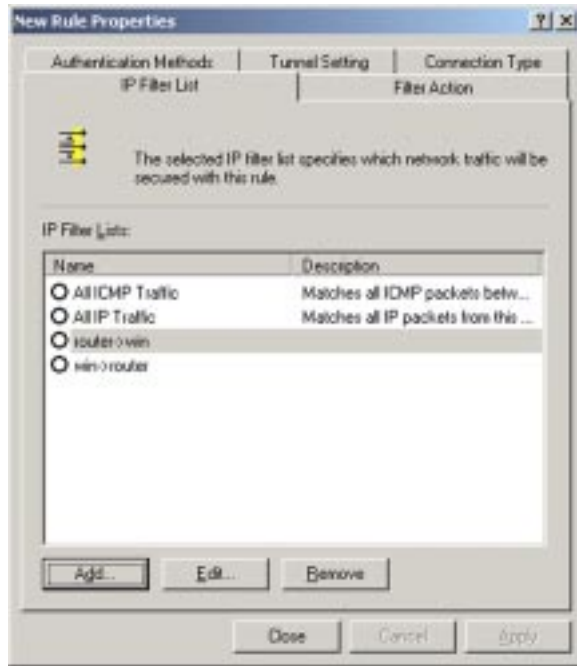 New Rule Properties
Authentication Methods Tunnel Setting Connection Type
IP Filter List Filter Action
The selected IP filter list specifies which network traffic will be
secured with this rule.
IP Filter Lists:
Name Description
All ICMP Traffic Matches all ICMP packets betw...
All IP Traffic Matches all IP packets from this ...
router->win
win->router
Add... Edit... Remove
Close Cancel Apply